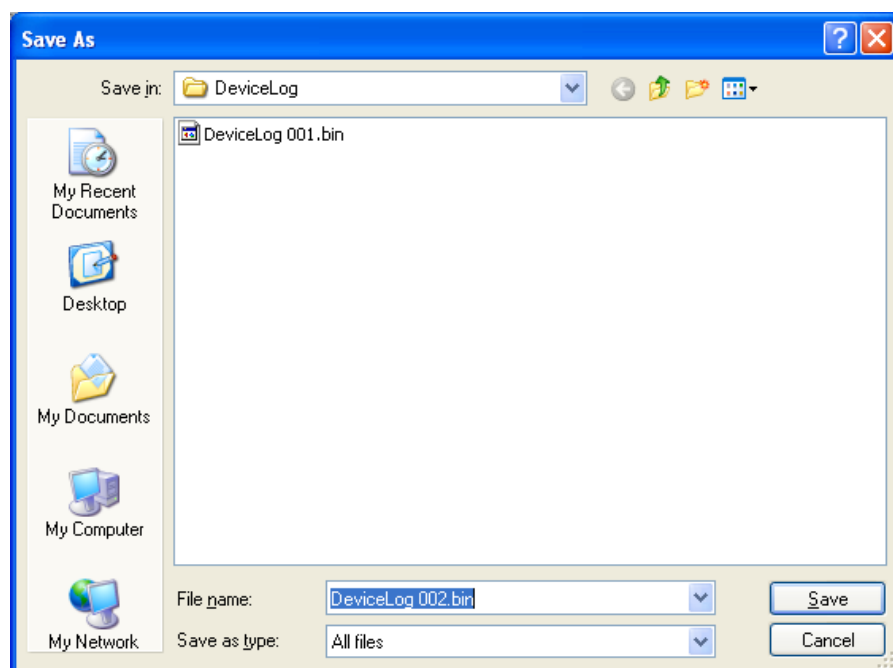 Save As
Save in: DeviceLog
DeviceLog 001.bin
My Recent
Documents
Desktop
My Documents
My Computer
My Network
File name: DeviceLog 002.bin Save
Save as type: All files Cancel